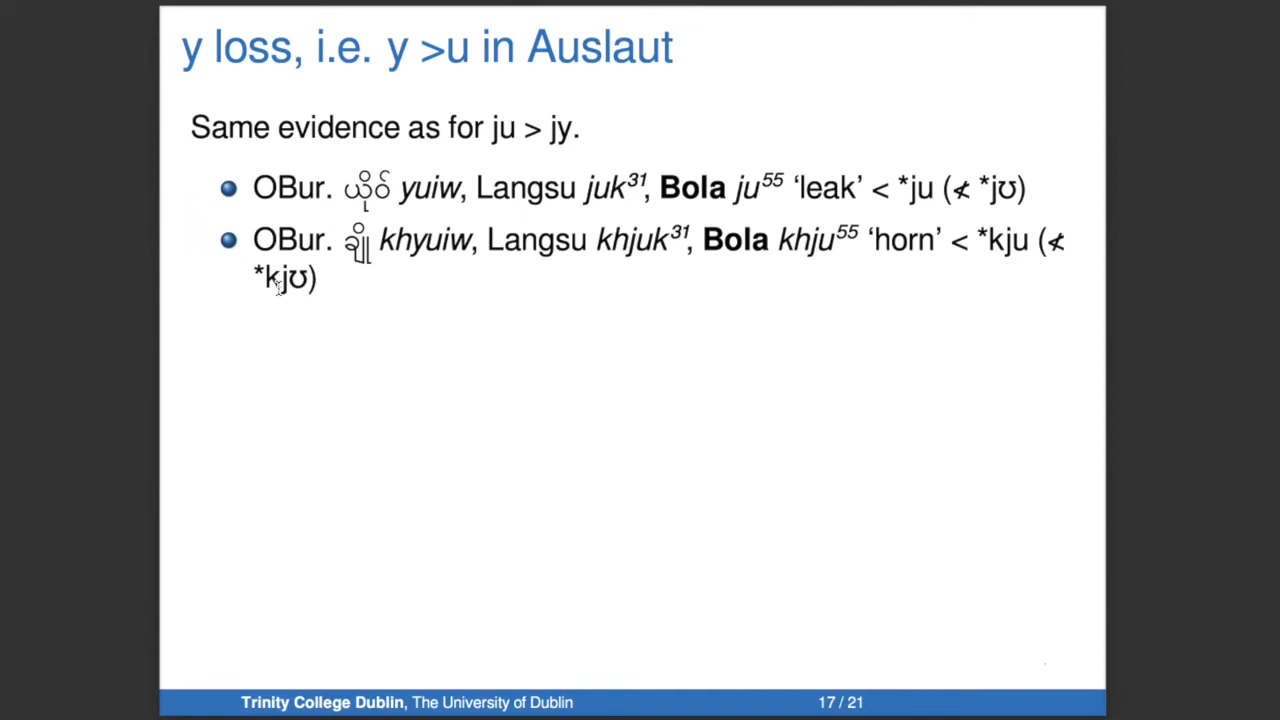 y loss, i.e. y >u in Auslaut
Same evidence as for ju > jy.
OBur. ယိုဝ် yuiw, Langsu juk³¹, Bola ju⁵⁵ ‘leak’ < *ju (≮ *jʊ)
OBur. ချိုုု khyuiw, Langsu khjuk³¹, Bola khju⁵⁵ ‘horn’ < *kju (≮
*kjʊ)
Trinity College Dublin, The University of Dublin
17 / 21